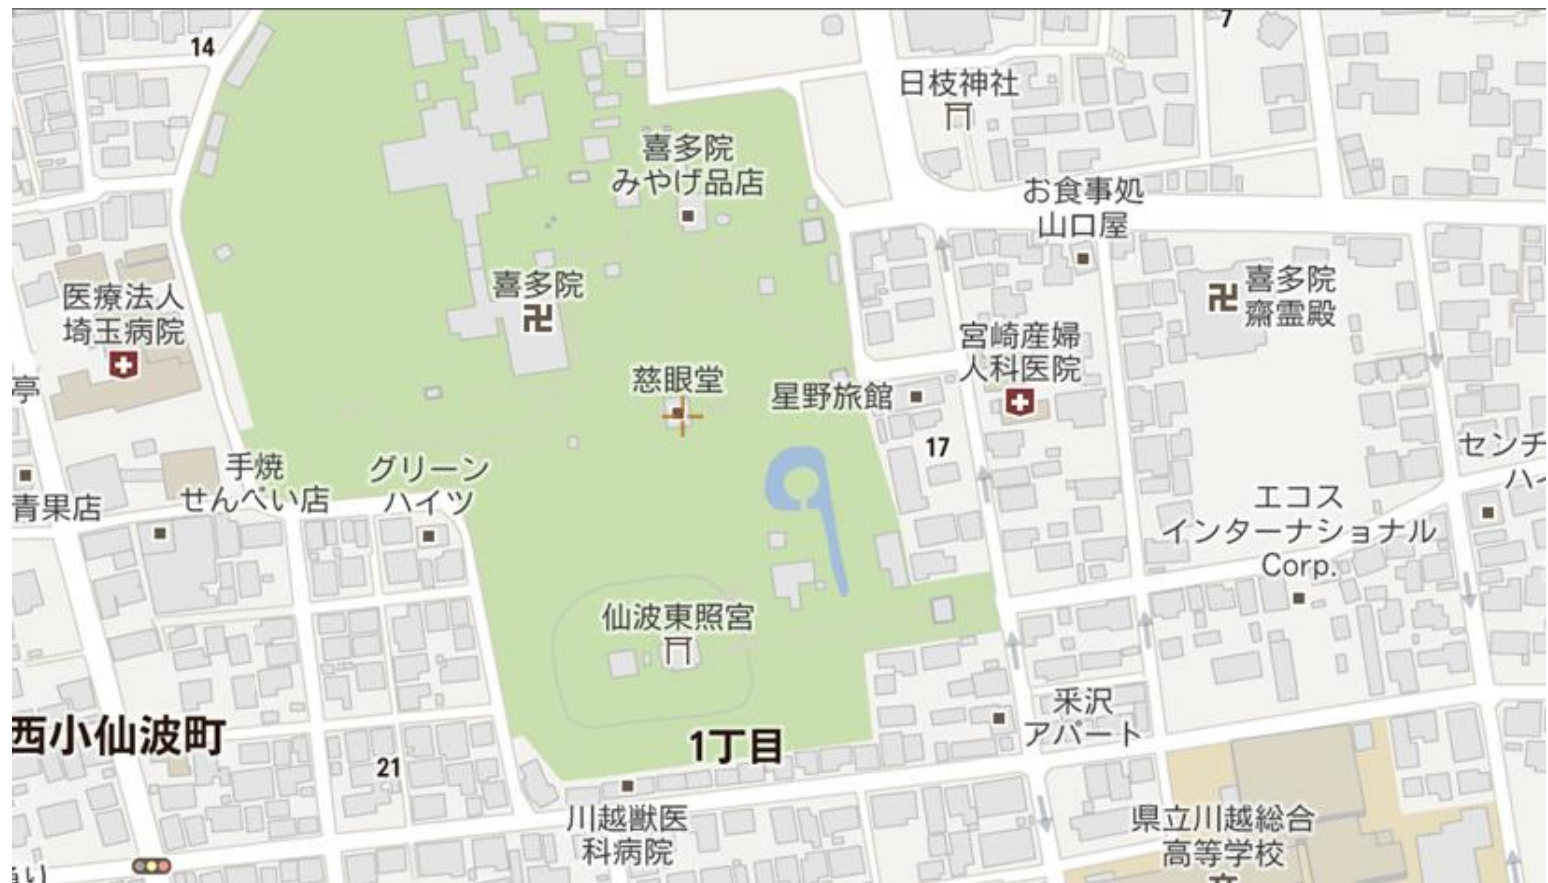 14
7
日枝神社
喜多院
みやげ品店
お食事処
山口屋
喜多院
喜多院
齋霊殿
医療法人
埼玉病院
宮崎産婦
人科医院
亭
慈眼堂
星野旅館
17
センチ
ハイ
手焼
せんべい店
グリーン
ハイツ
青果店
エコス
インターナショナル
Corp.
仙波東照宮
西小仙波町
1丁目
釆沢
アパート
21
川越獣医
科病院
県立川越総合
高等学校